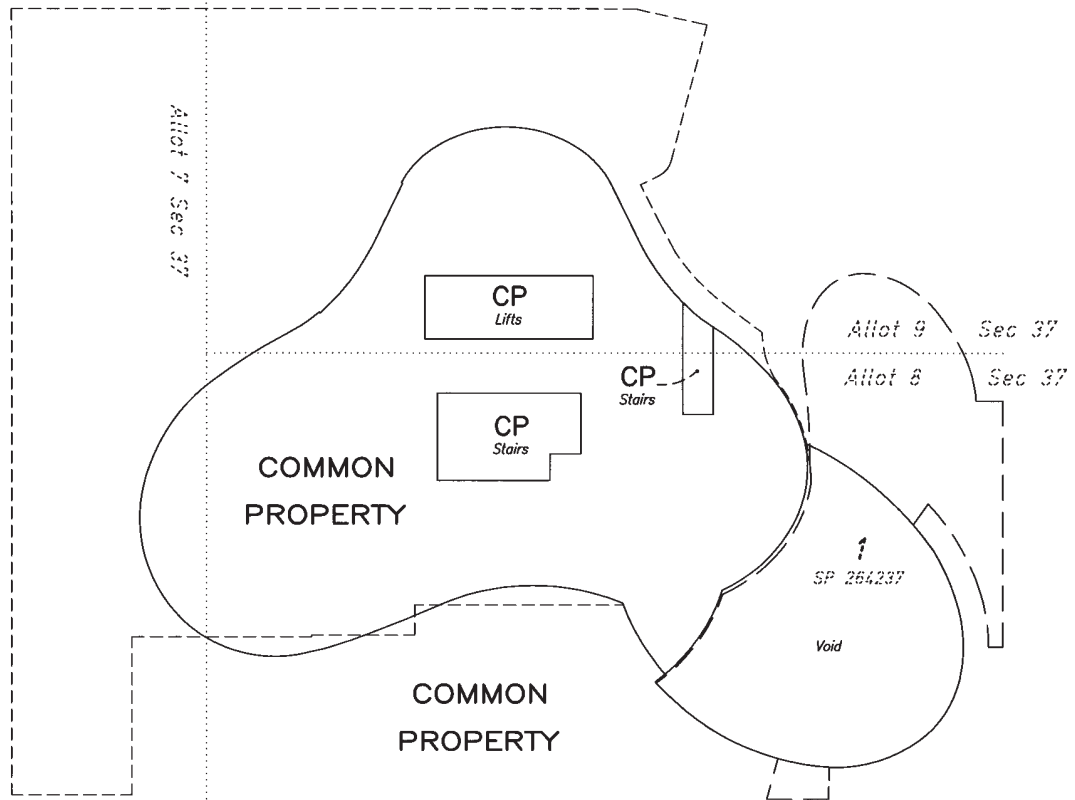 Allot 7 Sec 37
CP
Lifts
Allot 9 Sec 37
CP
Stairs
Allot 8 Sec 37
CP
Stairs
COMMON
PROPERTY
1
SP 264237
Void
COMMON
PROPERTY